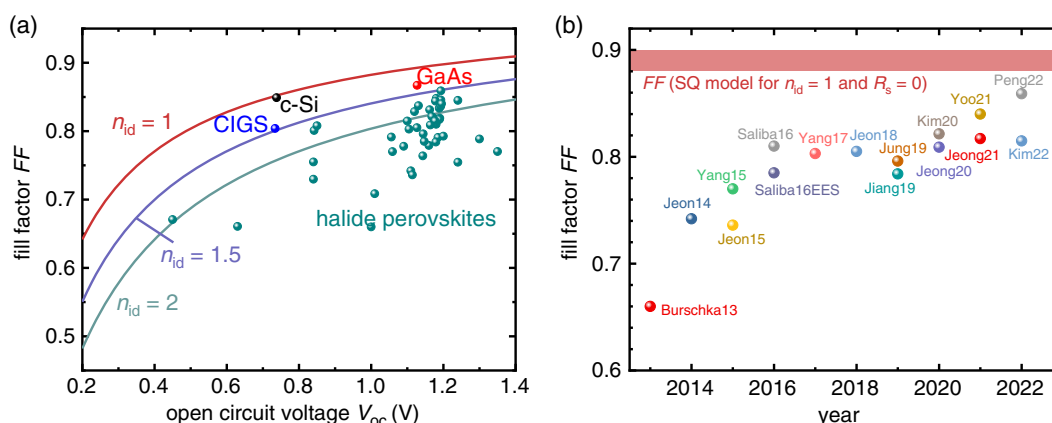 (a)
0.9
0.8
0.7
0.6
0.5
fill factor FF
0.2 0.4 0.6 0.8 1.0 1.2 1.4
open circuit voltage Voc (V)
GaAs
c-Si
CIGS
nid = 1
halide perovskites
nid = 1.5
nid = 2
(b)
0.9
0.8
0.7
0.6
fill factor FF
2014 2016 2018 2020 2022
year
FF (SQ model for nid = 1 and Rs = 0)
Peng22
Yoo21
Kim20
Saliba16
Yang17
Jeon18
Jung19
Jeong21
Kim22
Yang15
Saliba16EES
Jiang19
Jeong20
Jeon14
Jeon15
Burschka13